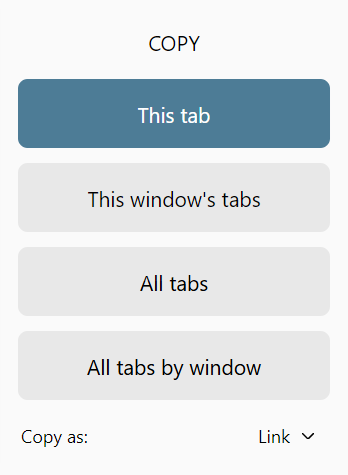 COPY
This tab
This window's tabs
All tabs
All tabs by window
Copy as: Link